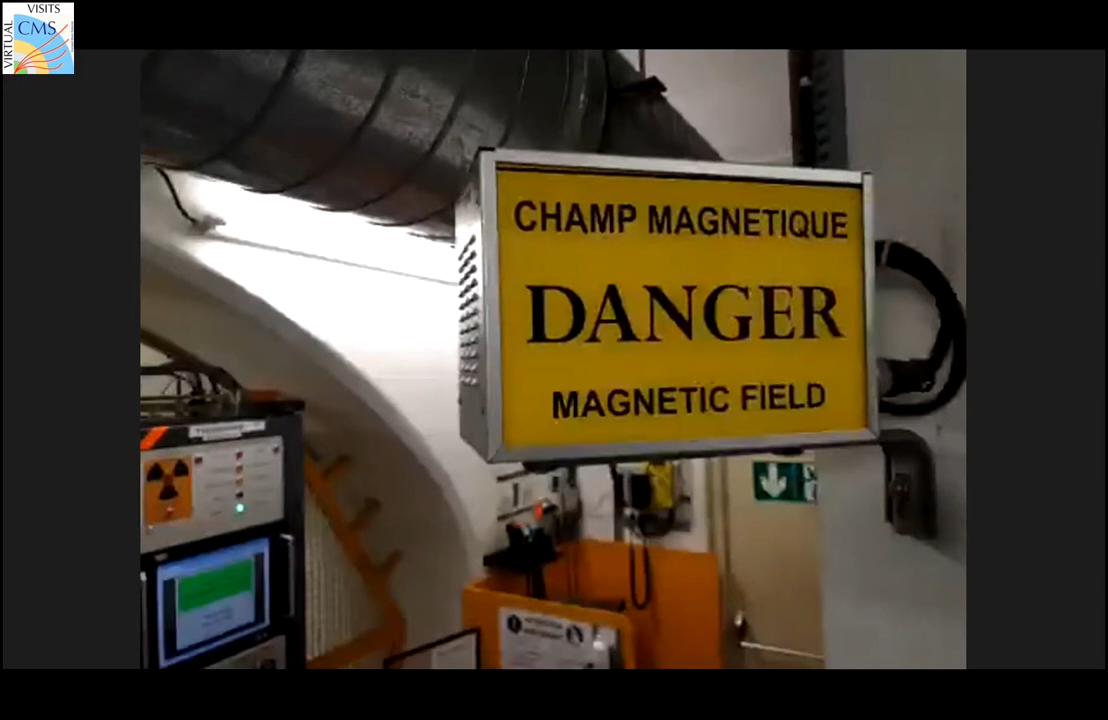 VISITS
CMS
VIRTUAL
CHAMP MAGNETIQUE
DANGER
MAGNETIC FIELD